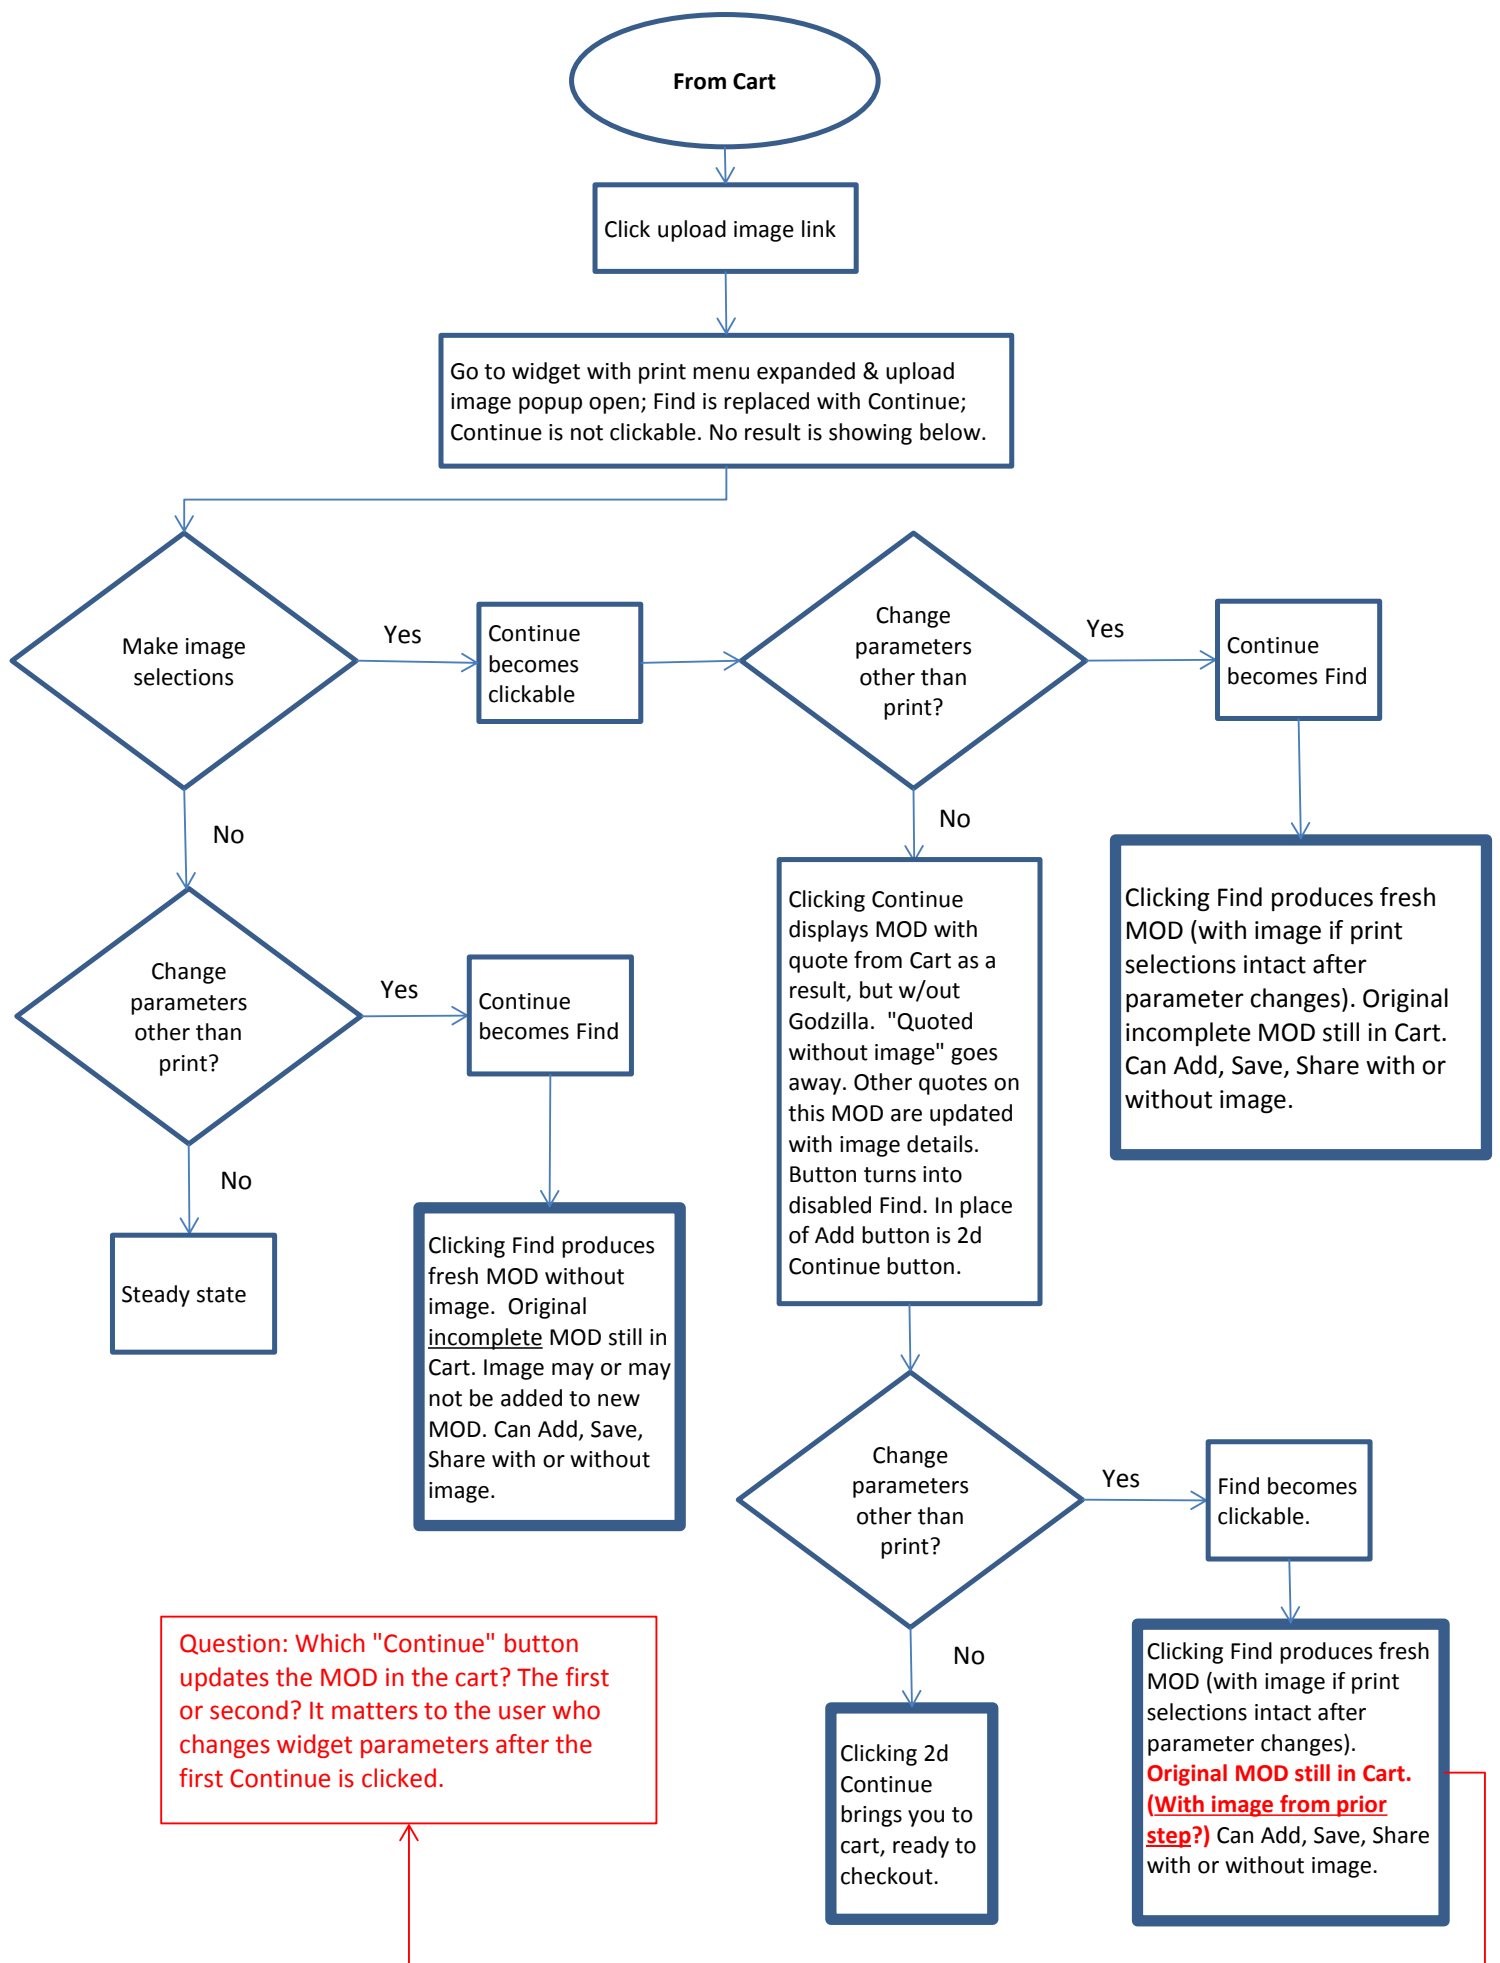 From Cart
Click upload image link
Go to widget with print menu expanded & upload
image popup open; Find is replaced with Continue;
Continue is not clickable. No result is showing below.
Make image
selections
Yes
Continue
becomes
clickable
Change
parameters
other than
print?
Yes
Continue
becomes Find
No
No
Clicking Find produces fresh
MOD (with image if print
selections intact after
parameter changes). Original
incomplete MOD still in Cart.
Can Add, Save, Share with or
without image.
Clicking Continue
displays MOD with
quote from Cart as a
result, but w/out
Godzilla.  "Quoted
without image" goes
away. Other quotes on
this MOD are updated
with image details.
Button turns into
disabled Find. In place
of Add button is 2d
Continue button.
Change
parameters
other than
print?
Yes
Continue
becomes Find
No
Steady state
Clicking Find produces
fresh MOD without
image.  Original
incomplete MOD still in
Cart. Image may or may
not be added to new
MOD. Can Add, Save,
Share with or without
image.
Change
parameters
other than
print?
Yes
Find becomes
clickable.
No
Question: Which "Continue" button
updates the MOD in the cart? The first
or second? It matters to the user who
changes widget parameters after the
first Continue is clicked.
Clicking 2d
Continue
brings you to
cart, ready to
checkout.
Clicking Find produces fresh
MOD (with image if print
selections intact after
parameter changes).
Original MOD still in Cart.
(With image from prior
step?) Can Add, Save, Share
with or without image.